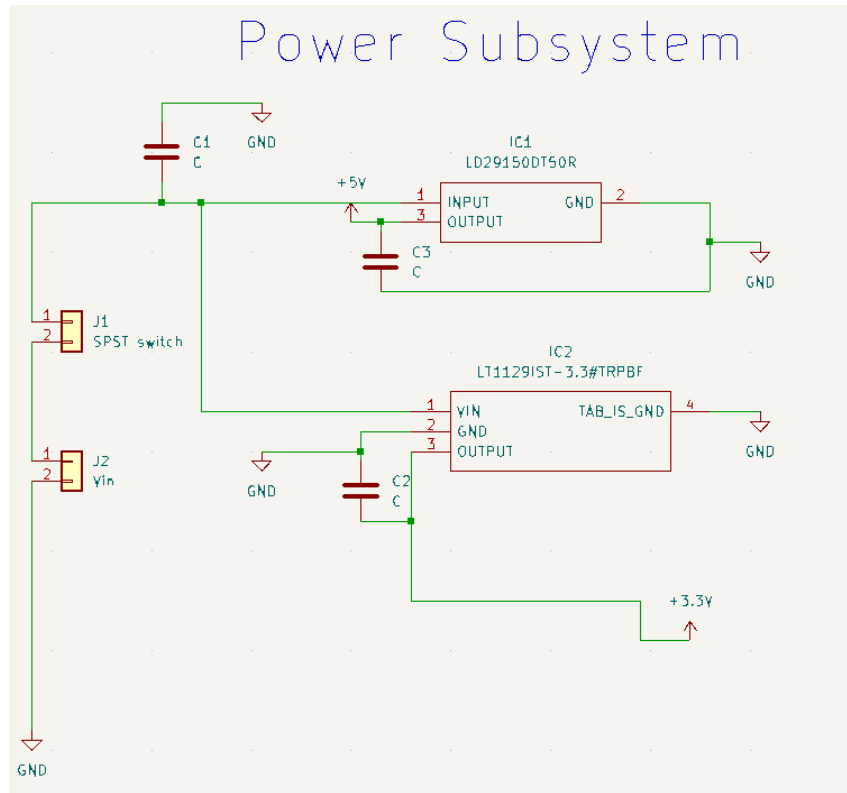 Power Subsystem
GND
C1
C
IC1
LD29150DT50R
+5V
1
INPUT
GND
2
3
OUTPUT
C3
C
GND
1
2
J1
SPST switch
IC2
LT1129IST-3.3#TRPBF
1
VIN
TAB_IS_GND
4
2
GND
3
OUTPUT
GND
1
2
J2
Vin
GND
C2
C
+3.3V
GND